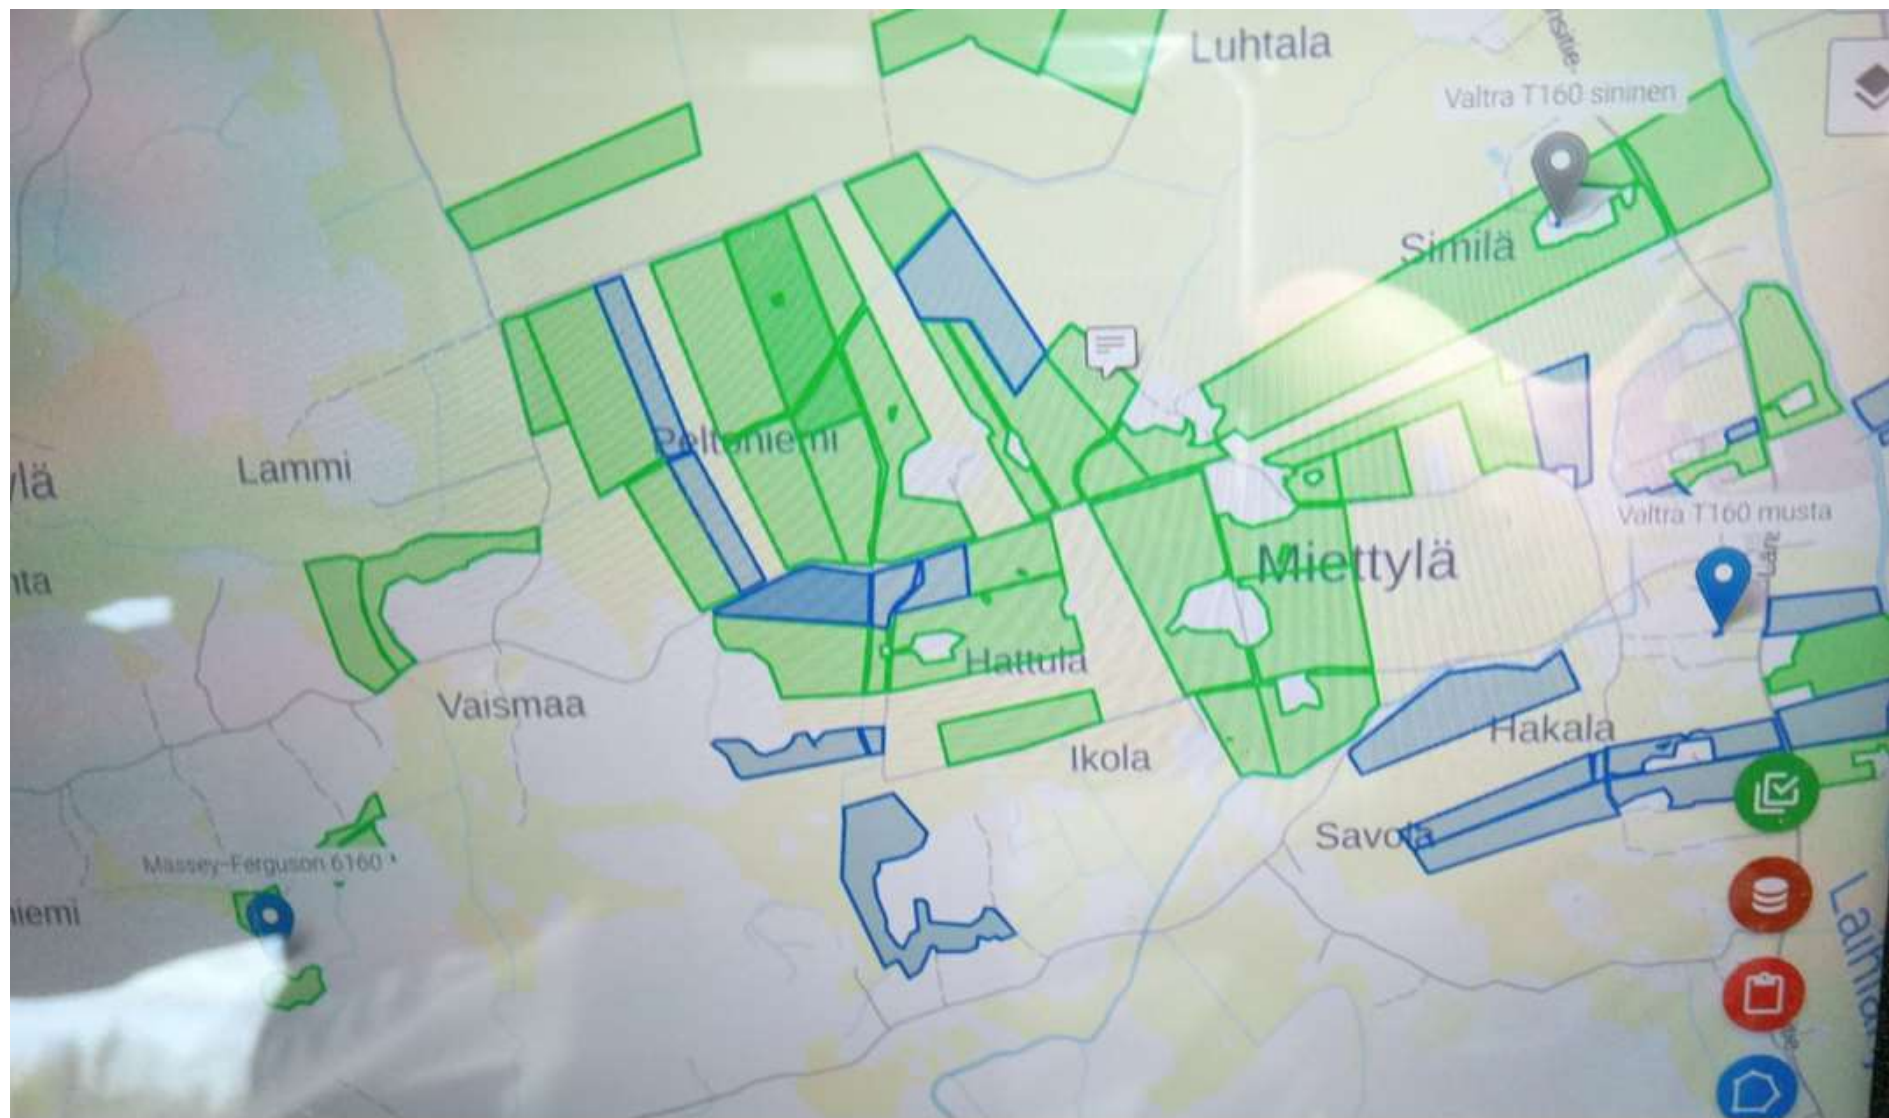 Luhtala
Valtra T160 sininen
Similä
Peltoniemi
Lammi
Valtra T160 musta
Miettylä
Hattula
Vaismaa
Hakala
Ikola
Savola
Massey-Ferguson 6160